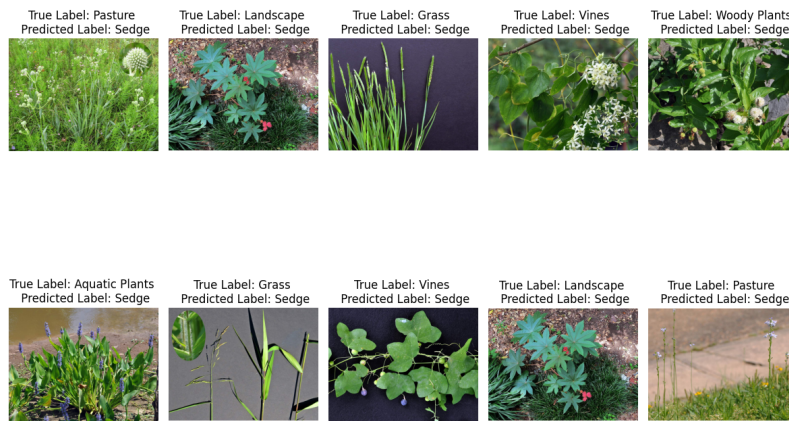 True Label: Pasture
Predicted Label: Sedge
True Label: Landscape
Predicted Label: Sedge
True Label: Grass
Predicted Label: Sedge
True Label: Vines
Predicted Label: Sedge
True Label: Woody Plants
Predicted Label: Sedge
True Label: Aquatic Plants
Predicted Label: Sedge
True Label: Grass
Predicted Label: Sedge
True Label: Vines
Predicted Label: Sedge
True Label: Landscape
Predicted Label: Sedge
True Label: Pasture
Predicted Label: Sedge